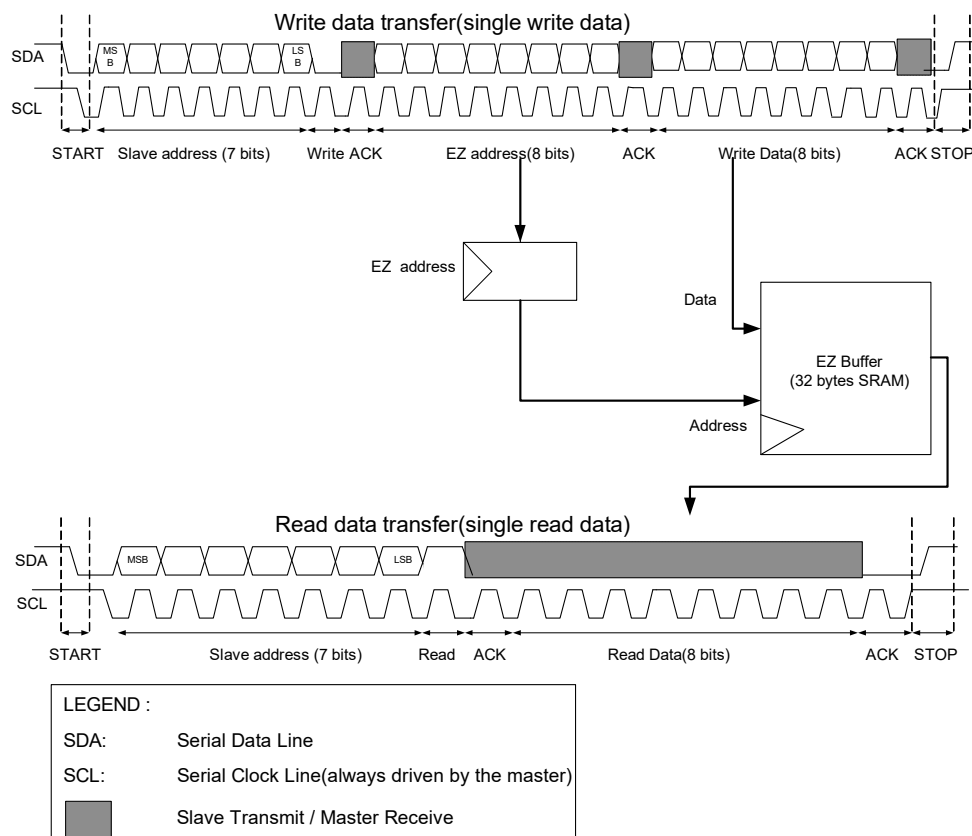 Write data transfer(single write data)
SDA
MS
B
LS
B
SCL
START Slave address (7 bits) Write ACK EZ address(8 bits) ACK Write Data(8 bits) ACK STOP
EZ address
Data
EZ Buffer
(32 bytes SRAM)
Address
Read data transfer(single read data)
SDA MSB LSB
SCL
START Slave address (7 bits) Read ACK Read Data(8 bits) ACK STOP
LEGEND :
SDA: Serial Data Line
SCL: Serial Clock Line(always driven by the master)
Slave Transmit / Master Receive